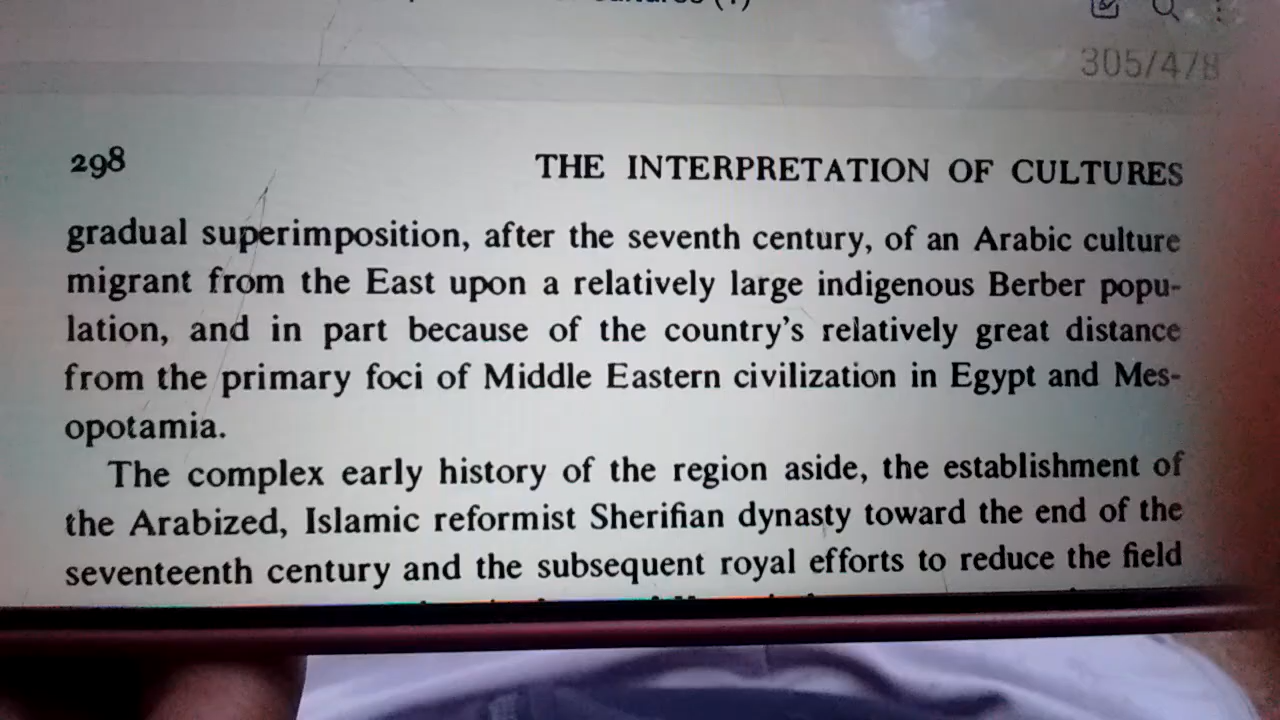 305/478
298 THE INTERPRETATION OF CULTURES
gradual superimposition, after the seventh century, of an Arabic culture
migrant from the East upon a relatively large indigenous Berber popu-
lation, and in part because of the country's relatively great distance
from the primary foci of Middle Eastern civilization in Egypt and Mes-
opotamia.
The complex early history of the region aside, the establishment of
the Arabized, Islamic reformist Sherifian dynasty toward the end of the
seventeenth century and the subsequent royal efforts to reduce the field